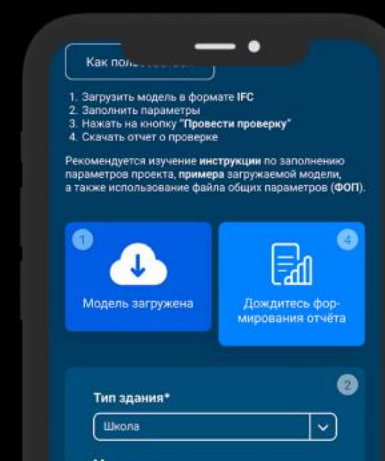 Как
1. Загрузить модель в формате IFC
2. Заполнить параметры
3. Нажать на кнопку "Провести проверку"
4. Скачать отчет о проверке
Рекомендуется изучение инструкции по заполнению
параметров проекта, примера загружаемой модели,
а также использование файла общих параметров (ФОП).
1
4
Модель загружена
Дождитесь фор-
мирования отчёта
2
Тип здания*
Школа